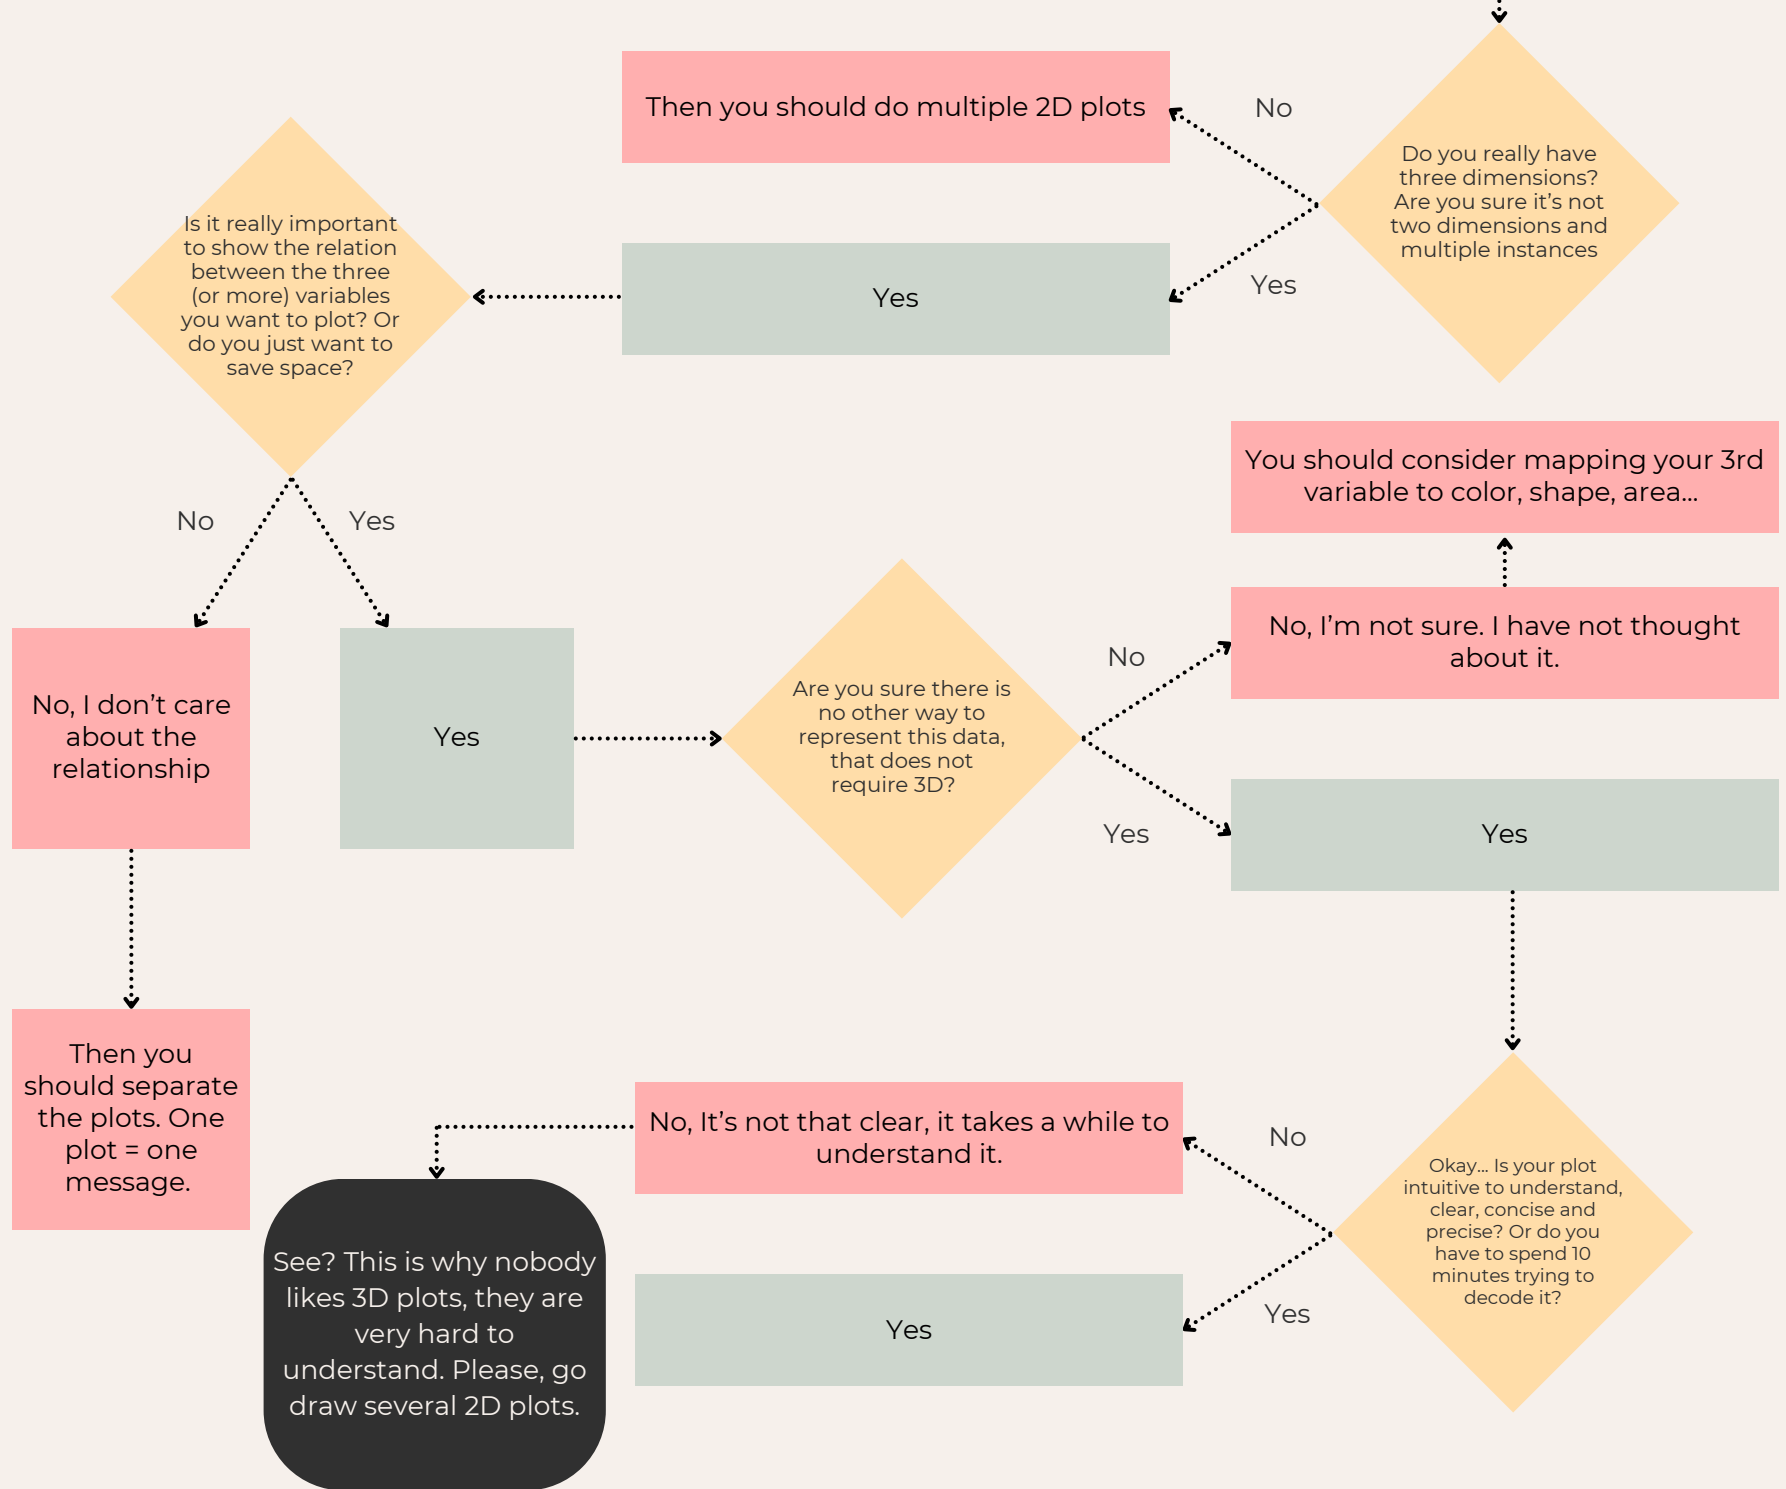 Then you should do multiple 2D plots
No
Do you really have
three dimensions?
Are you sure it's not
two dimensions and
multiple instances
Yes
Yes
Is it really important
to show the relation
between the three
(or more) variables
you want to plot? Or
do you just want to
save space?
No
Yes
No, I don't care
about the
relationship
Then you
should separate
the plots. One
plot = one
message.
Yes
Are you sure there is
no other way to
represent this data,
that does not
require 3D?
No
No, I'm not sure. I have not thought
about it.
You should consider mapping your 3rd
variable to color, shape, area...
Yes
Yes
Okay... Is your plot
intuitive to understand,
clear, concise and
precise? Or do you
have to spend 10
minutes trying to
decode it?
No
No, It's not that clear, it takes a while to
understand it.
See? This is why nobody
likes 3D plots, they are
very hard to
understand. Please, go
draw several 2D plots.
Yes
Yes